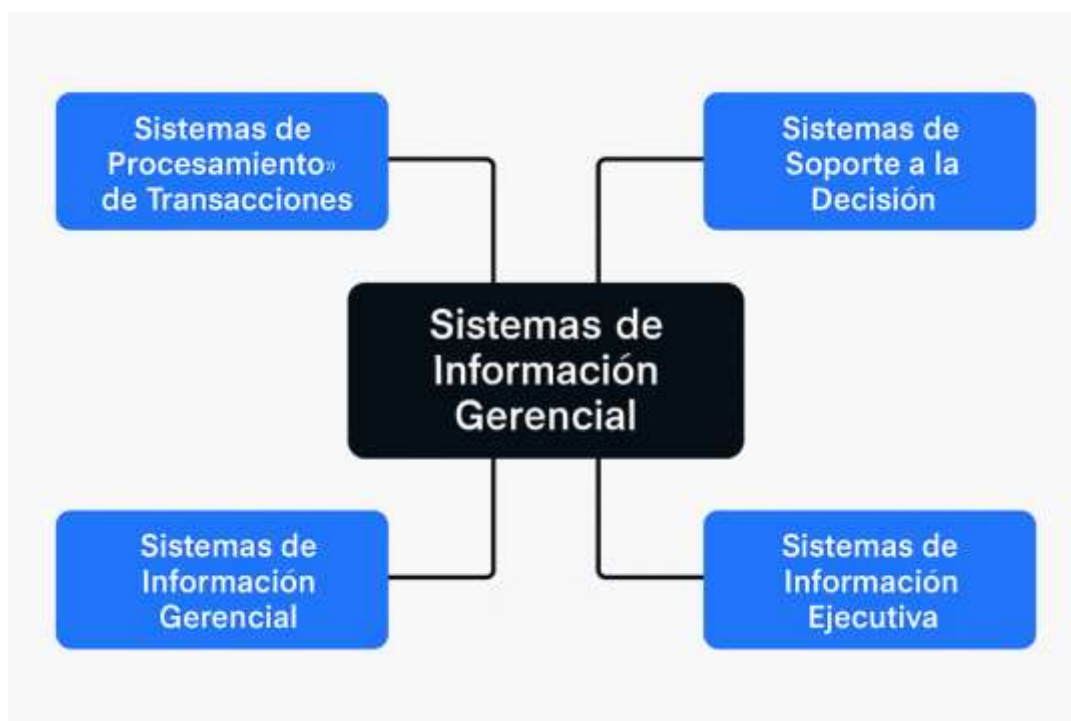 Sistemas de
Procesamiento»
de Transacciones
Sistemas de
Soporte a la
Decisión
Sistemas de
Información
Gerencial
Sistemas de
Información
Gerencial
Sistemas de
Información
Ejecutiva